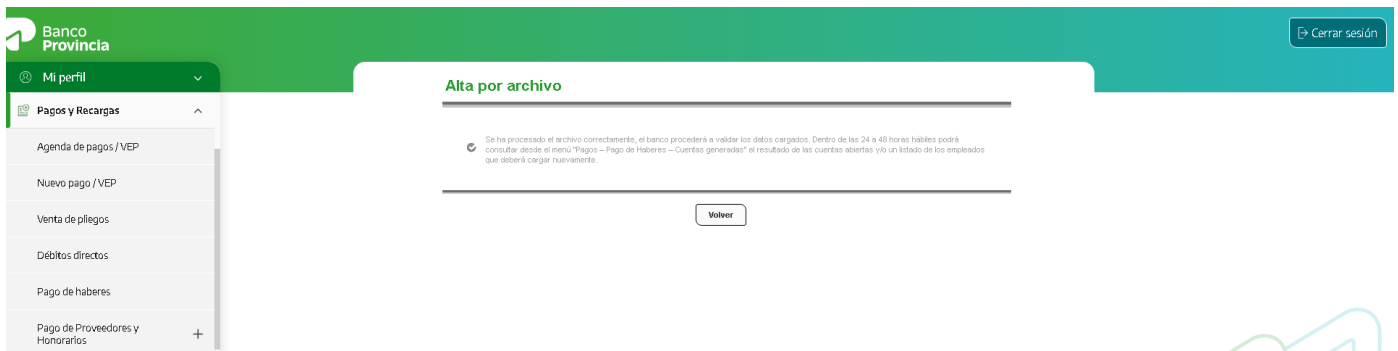 Banco
Provincia
Cerrar sesión
Mi perfil
Pagos y Recargas
Agenda de pagos / VEP
Nuevo pago / VEP
Venta de pliegos
Débitos directos
Pago de haberes
Pago de Proveedores y
Honorarios
Alta por archivo
Se ha procesado el archivo correctamente, el banco procederá a validar los datos cargados. Dentro de las 24 a 48 horas hábiles podrá
consultar desde el menú "Pagos – Pago de Haberes – Cuentas generadas" el resultado de las cuentas abiertas y/o un listado de los empleados
que deberá cargar nuevamente.
Volver